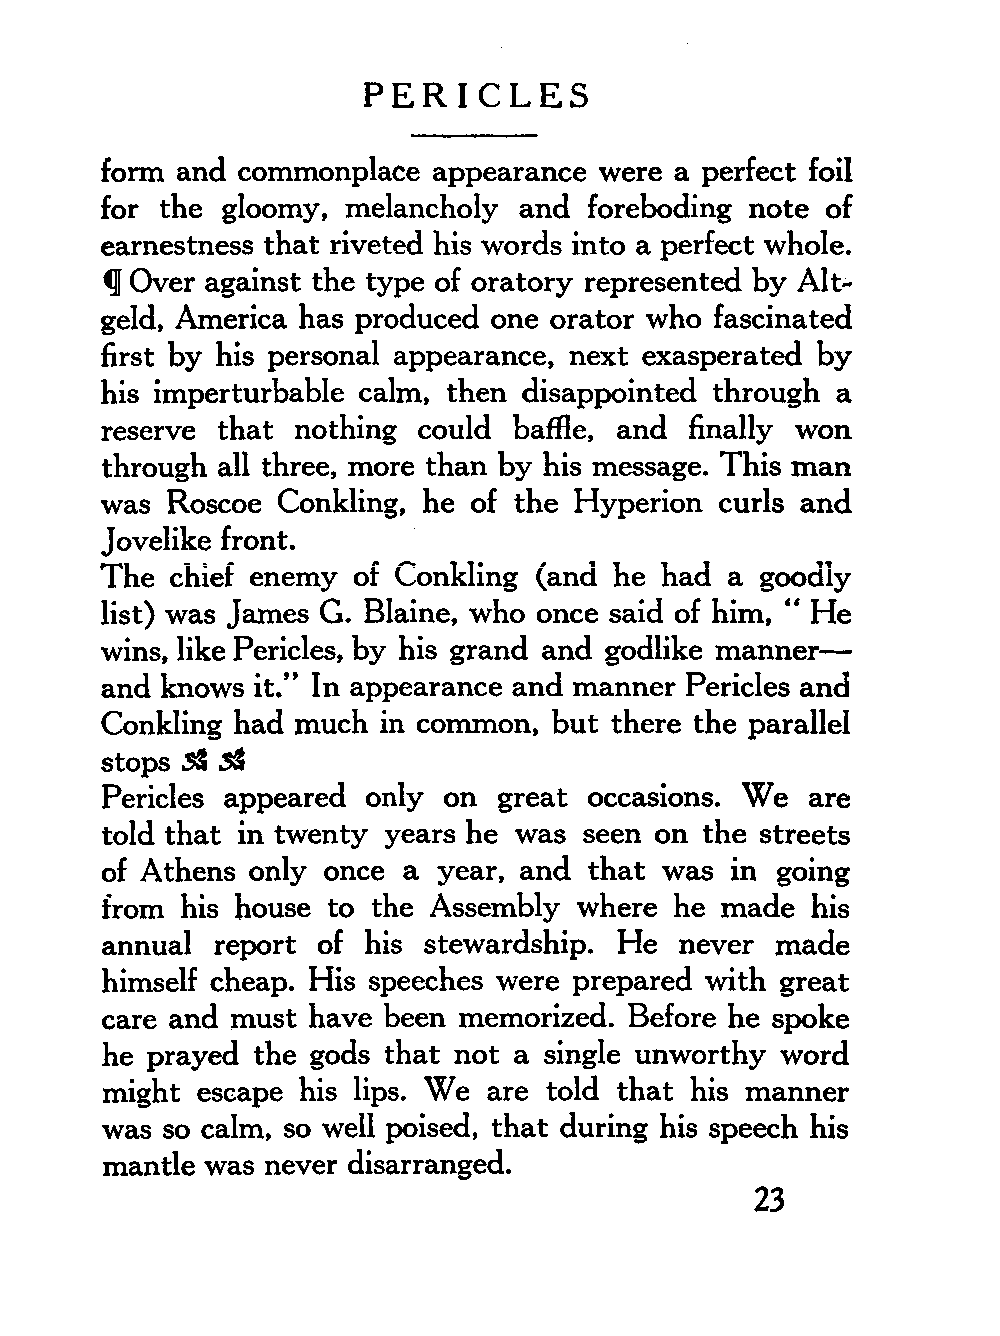 PERICLES
form and commonplace appearance were a perfect foil
for the gloomy, melancholy and foreboding note of
earnestness that riveted his words into a perfect whole.
¶ Over against the type of oratory represented by Alt-
geld, America has produced one orator who fascinated
first by his personal appearance, next exasperated by
his imperturbable calm, then disappointed through a
reserve that nothing could baffle, and finally won
through all three, more than by his message. This man
was Roscoe Conkling, he of the Hyperion curls and
Jovelike front.
The chief enemy of Conkling (and he had a goodly
list) was James G. Blaine, who once said of him, “ He
wins, like Pericles, by his grand and godlike manner—
and knows it.” In appearance and manner Pericles and
Conkling had much in common, but there the parallel
stops
Pericles appeared only on great occasions. We are
told that in twenty years he was seen on the streets
of Athens only once a year, and that was in going
from his house to the Assembly where he made his
annual report of his stewardship. He never made
himself cheap. His speeches were prepared with great
care and must have been memorized. Before he spoke
he prayed the gods that not a single unworthy word
might escape his lips. We are told that his manner
was so calm, so well poised, that during his speech his
mantle was never disarranged.
23